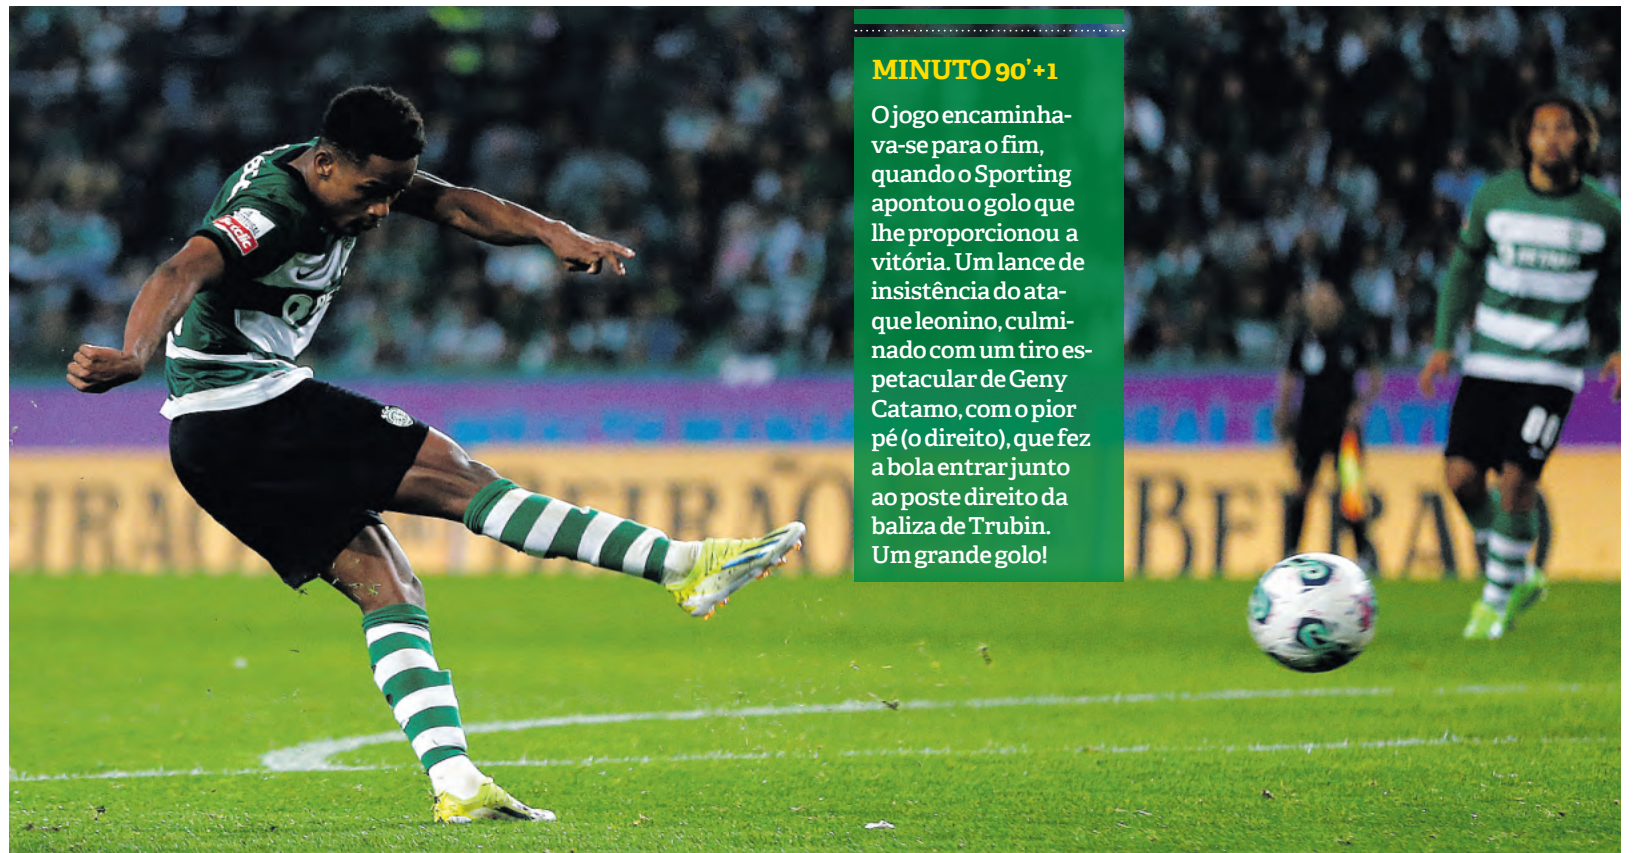 MINUTO 90’+1
O jogo encaminha-
va-se para o fim,
quando o Sporting
apontou o golo que
lhe proporcionou a
vitória. Um lance de
insistência do ata-
que leonino, culmi-
nado com um tiro es-
petacular de Geny
Catamo, com o pior
pé (o direito), que fez
a bola entrar junto
ao poste direito da
baliza de Trubin.
Um grande golo!
BEIRA